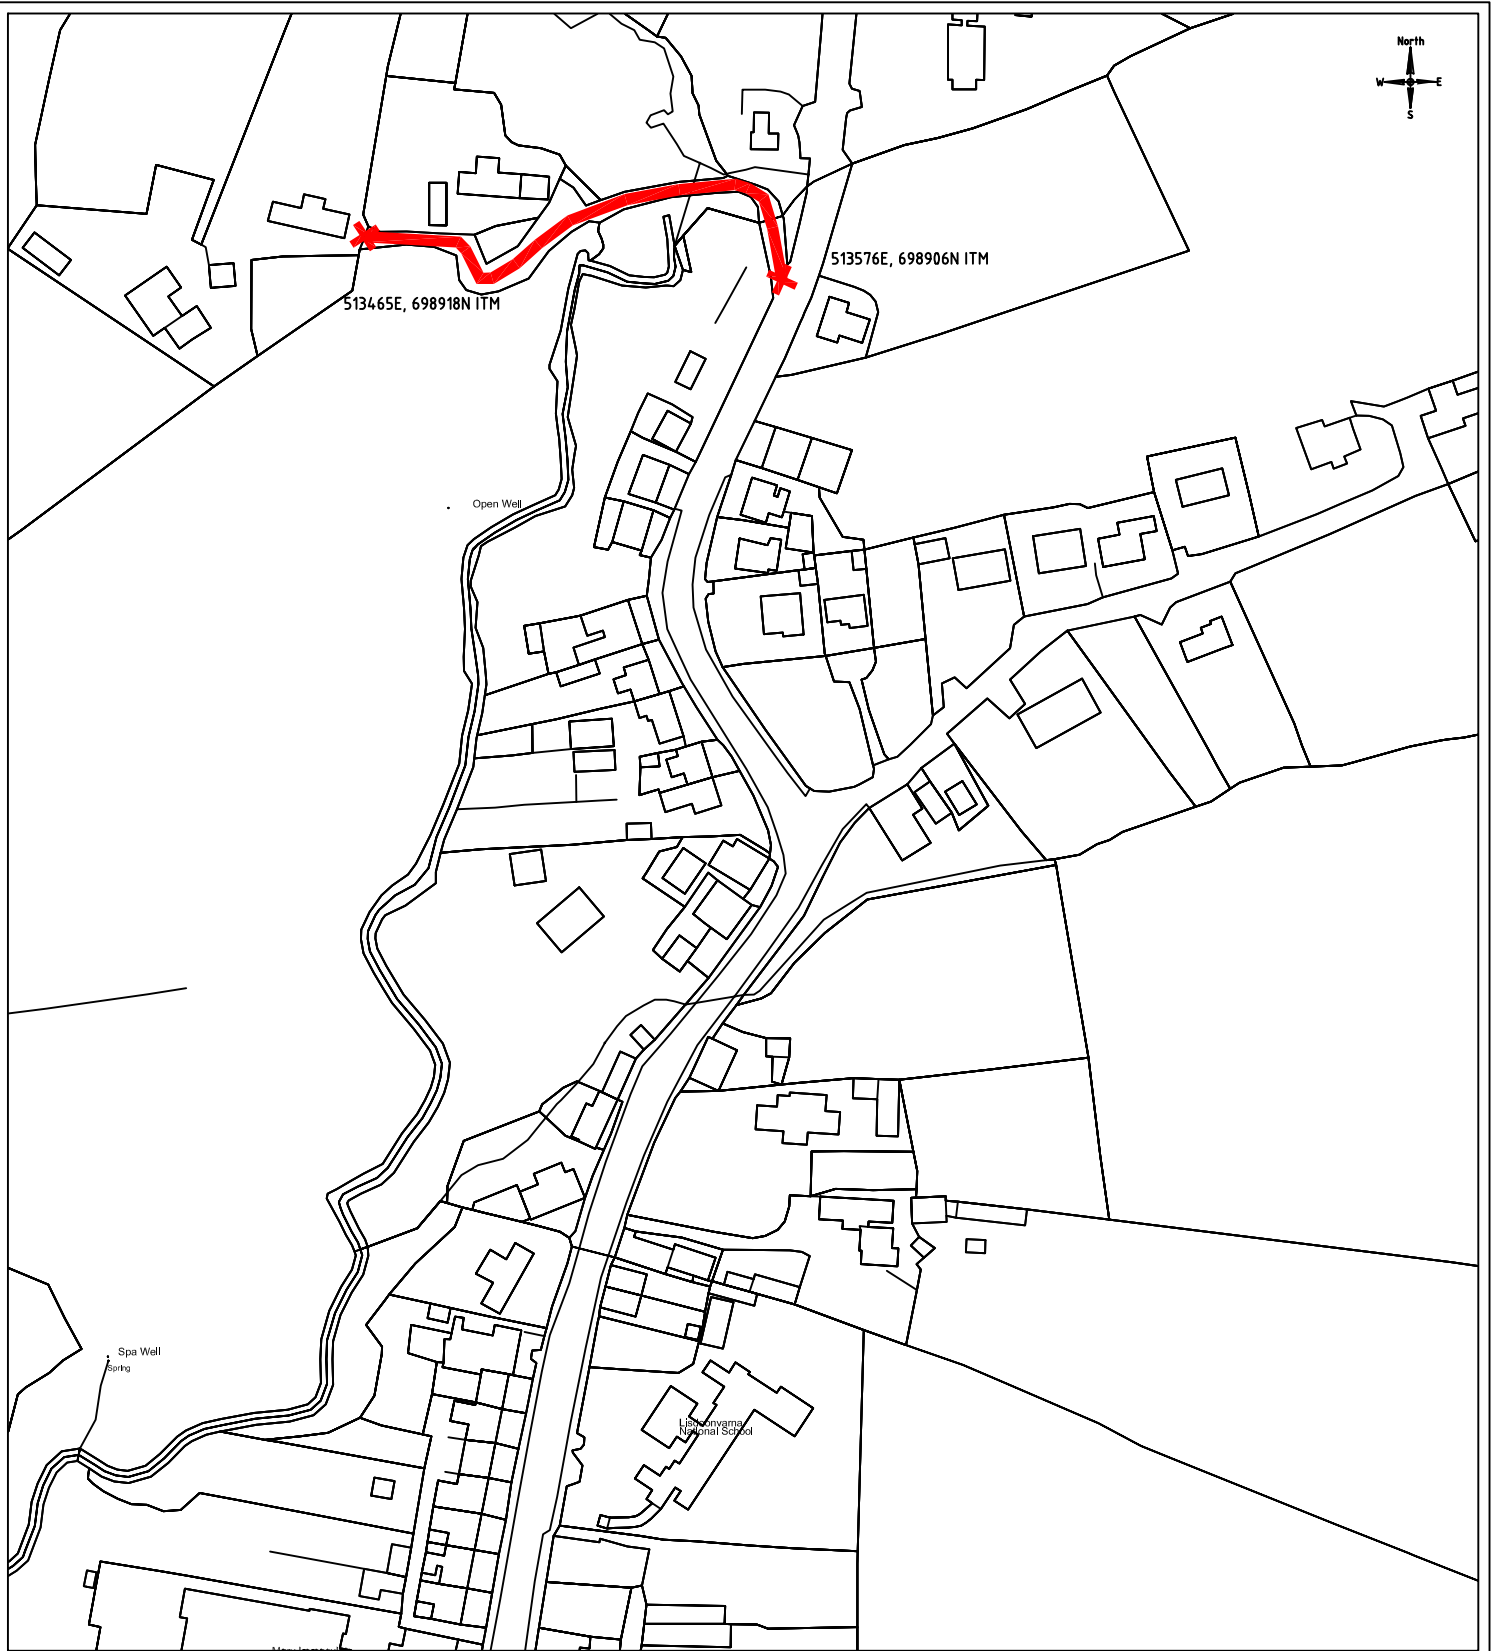 North
W E
S
513576E, 698906N ITM
513465E, 698918N ITM
Open Well
Spa Well
Spring
Lisdoonvarna
National School